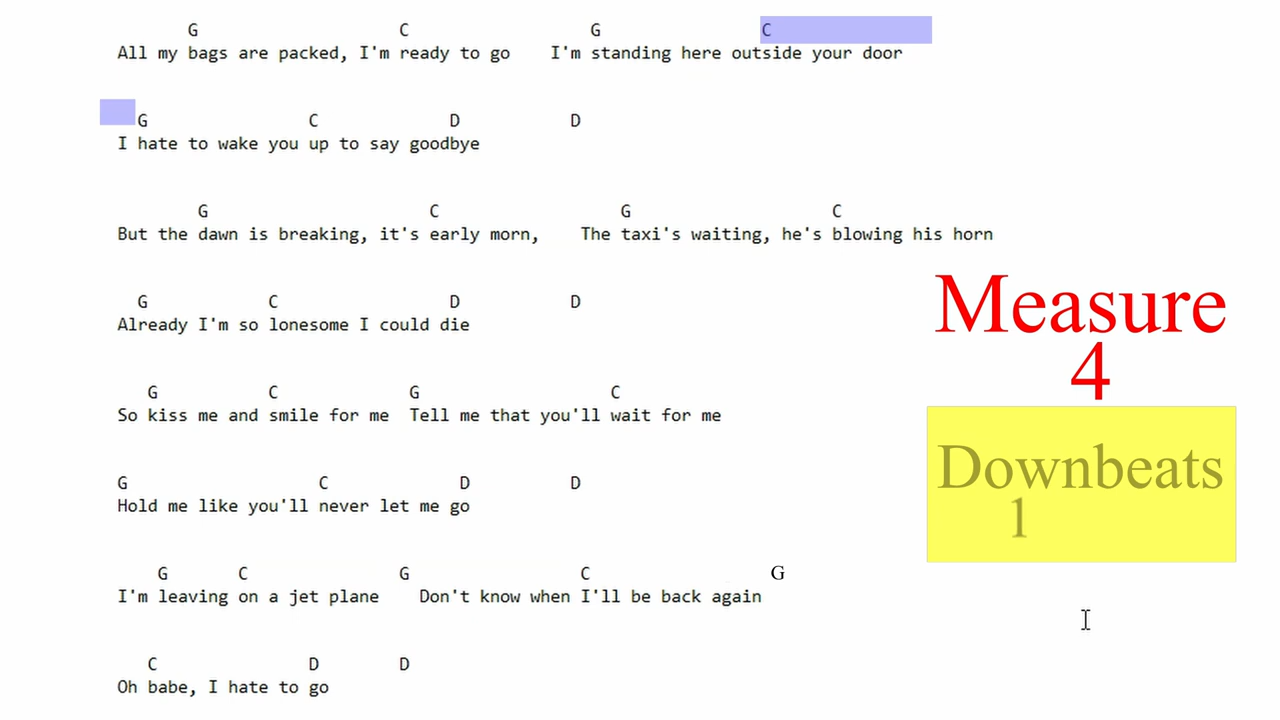 G C G C
All my bags are packed, I'm ready to go I'm standing here outside your door
G C D D
I hate to wake you up to say goodbye
G C G C
But the dawn is breaking, it's early morn, The taxi's waiting, he's blowing his horn
G C D D
Already I'm so lonesome I could die
G C G C
So kiss me and smile for me Tell me that you'll wait for me
G C D D
Hold me like you'll never let me go
G C G C G
I'm leaving on a jet plane Don't know when I'll be back again
C D D
Oh babe, I hate to go
Measure
4
Downbeats
1